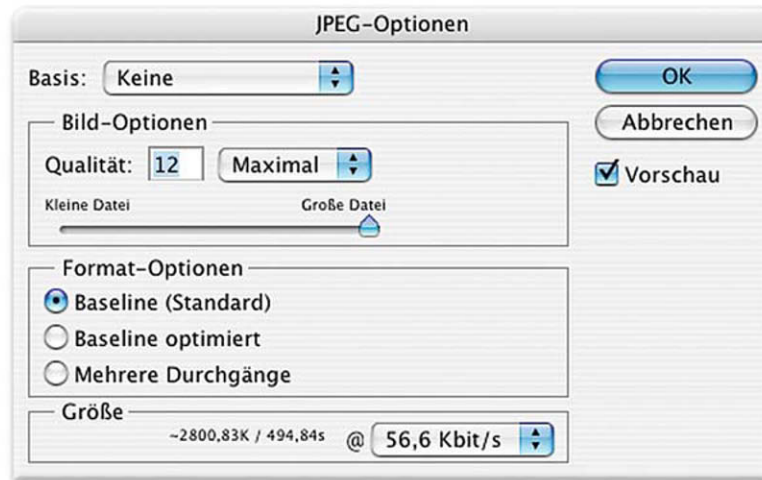 JPEG-Optionen
Basis: Keine
OK
Abbrechen
Vorschau
Bild-Optionen
Qualität: 12 Maximal
Kleine Datei Große Datei
Format-Optionen
Baseline (Standard)
Baseline optimiert
Mehrere Durchgänge
Größe
~2800,83K / 494,84s @ 56,6 Kbit/s